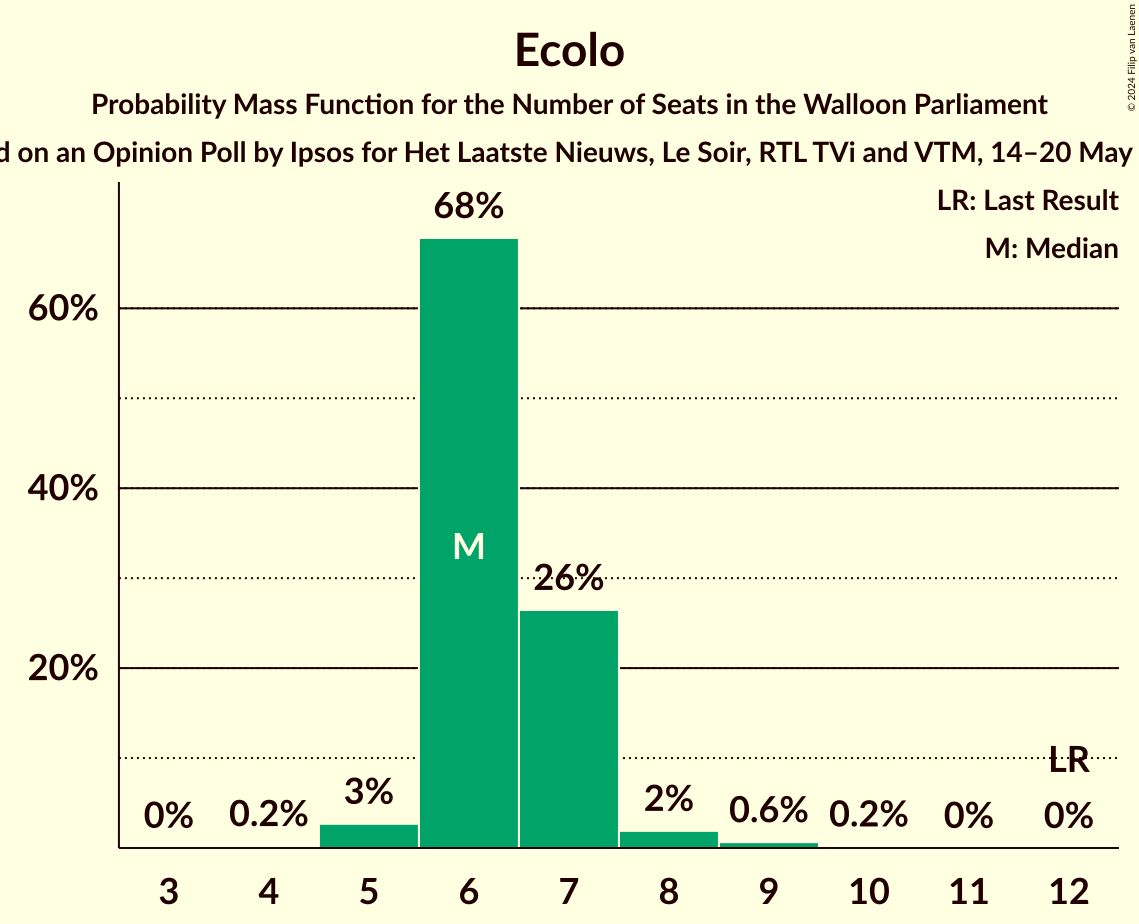 Ecolo
Probability Mass Function for the Number of Seats in the Walloon Parliament
on an Opinion Poll by Ipsos for Het Laatste Nieuws, Le Soir, RTL TVi and VTM, 14–20 May
© 2024 Filip van Laenen
LR: Last Result
M: Median
68%
60%
40%
M
26%
20%
LR
3%
2%
0% 0.2% 0.6% 0.2% 0% 0%
3 4 5 6 7 8 9 10 11 12